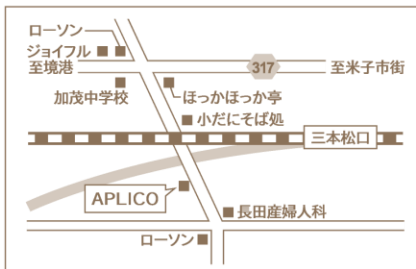 ローソン
ジョイフル
至境港
317
至米子市街
加茂中学校
ほっかほっか亭
小だにそば処
三本松口
APLICO
長田産婦人科
ローソン